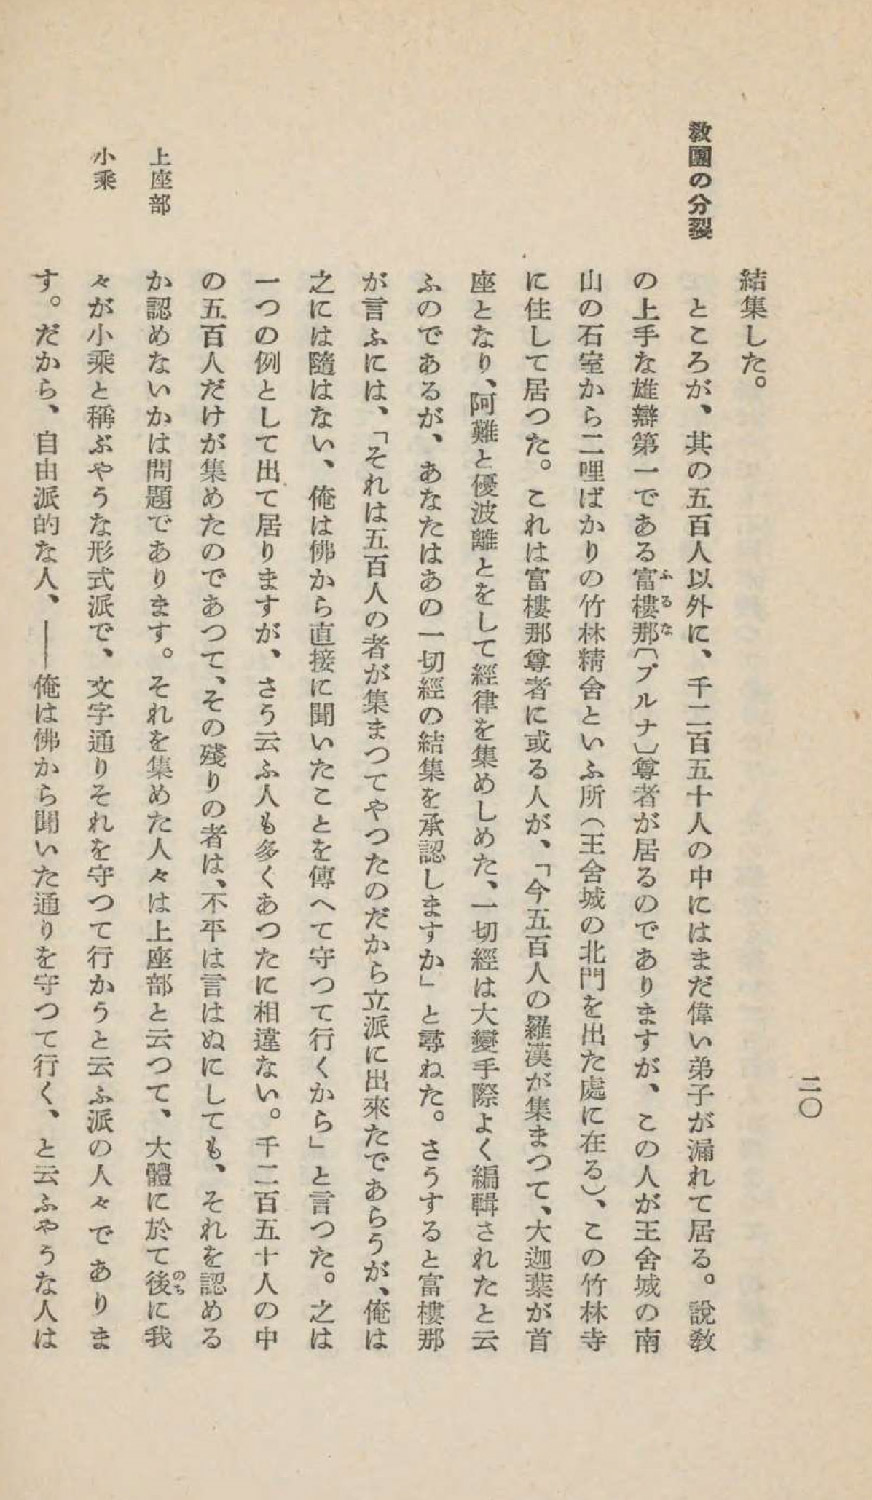 二〇
結集した。
教團の分裂
ところが、其の五百人以外に、千二百五十人の中にはまだ偉い弟子が漏れて居る。說敎
の上手な雄辯第一である富樓那〔プルナ〕尊者が居るのでありますが、この人が王舍城の南
ふるな
山の石室から二哩ばかりの竹林精舍といふ所（王舍城の北門を出た處に在る）、この竹林寺
に住して居つた。これは富樓那尊者に或る人が、「今五百人の羅漢が集まつて、大迦葉が首
座となり、阿難と優波離とをして經律を集めしめた、一切經は大變手際よく編輯されたと云
ふのであるが、あなたはあの一切經の結集を承認しますか」と尋ねた。さうすると富樓那
が言ふには、「それは五百人の者が集まつてやつたのだから立派に出來たであらうが、俺は
之には隨はない、俺は佛から直接に聞いたことを傳へて守つて行くから」と言つた。之は
一つの例として出て居りますが、さう云ふ人も多くあつたに相違ない。千二百五十人の中
の五百人だけが集めたのであつて、その殘りの者は、不平は言はぬにしても、それを認める
上座部
か認めないかは問題であります。それを集めた人々は上座部と云つて、大體に於て後に我
のち
小乘
々が小乘と稱ぶやうな形式派で、文字通りそれを守つて行かうと云ふ派の人々であります
す。だから、自由派的な人、――俺は佛から聞いた通りを守つて行く、と云ふやうな人は